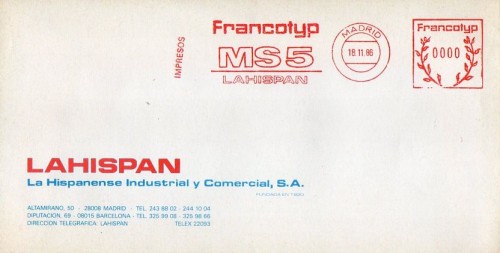 Francotyp
MS5
LAHISPAN
IMPRESOS
MADRID
18.11.86
Francotyp
0000
LAHISPAN
La Hispanense Industrial y Comercial, S.A.
ALTAMIRANO, 50 - 28008 MADRID - TEL 243 88 02 - 244 10 04
DIPUTACION, 69 - 08015 BARCELONA - TEL 325 89 08 - 325 98 66
DIRECCION TELEGRAFICA: LAHISPAN TELEX 22093